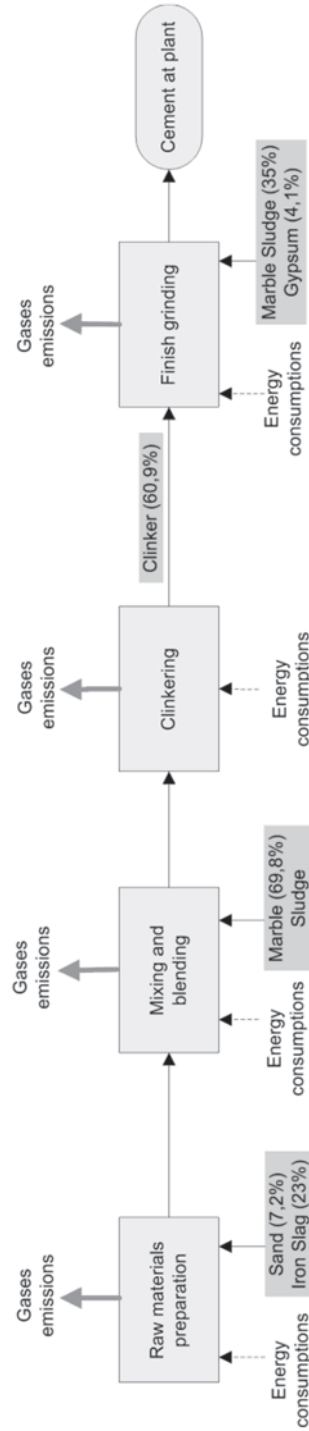 Gases
emissions
Raw materials
preparation
Energy
consumptions
Sand (7,2%)
Iron Slag (23%)
Gases
emissions
Mixing and
blending
Energy
consumptions
Marble (69,8%)
Sludge
Gases
emissions
Clinkering
Energy
consumptions
Clinker (60,9%)
Gases
emissions
Finish grinding
Energy
consumptions
Marble Sludge (35%)
Gypsum (4,1%)
Cement at plant